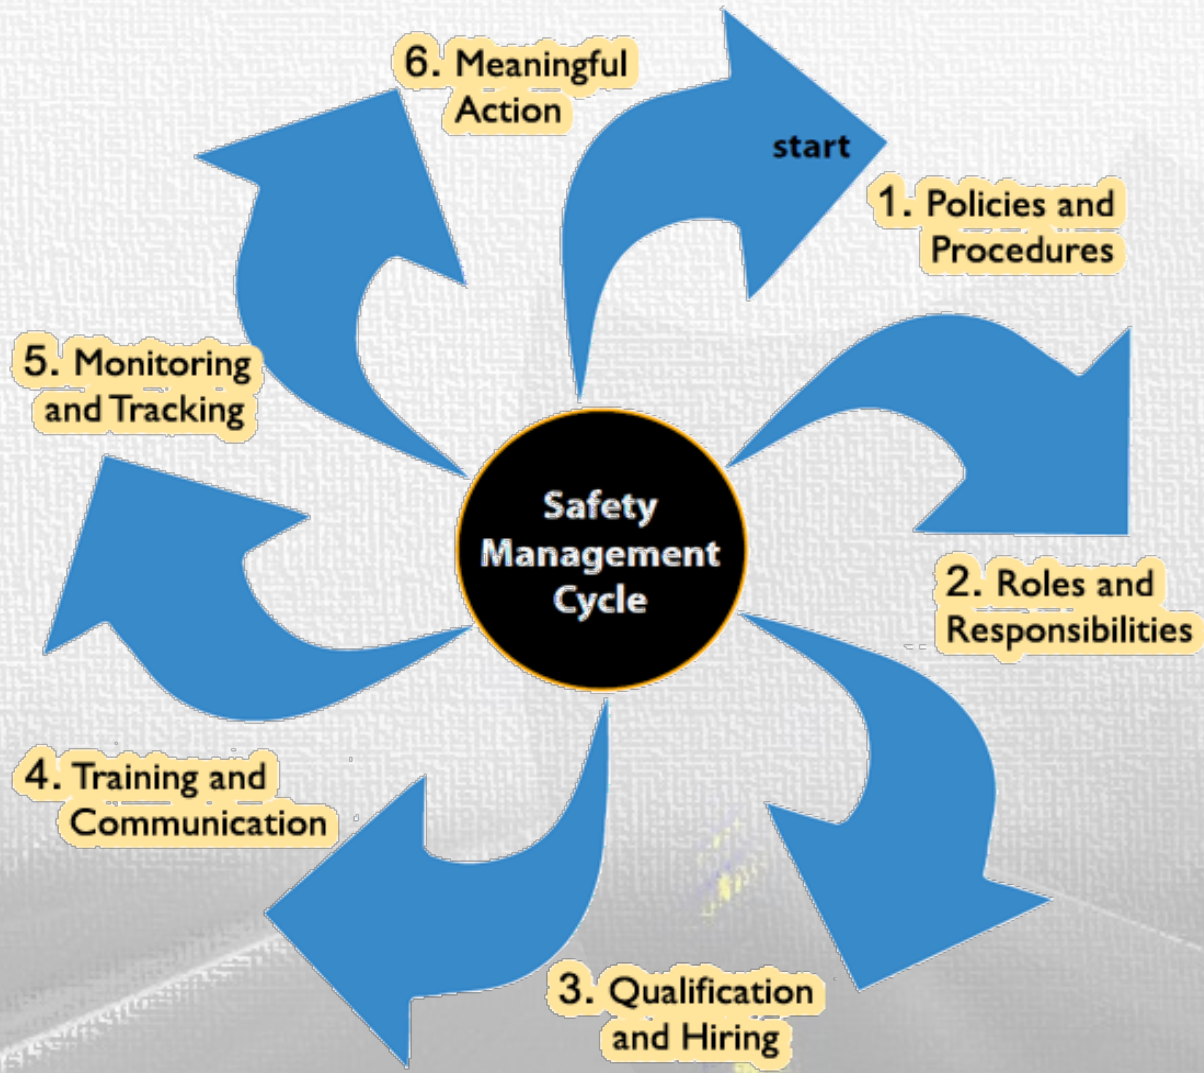 start
1. Policies and
Procedures
2. Roles and
Responsibilities
3. Qualification
and Hiring
4. Training and
Communication
5. Monitoring
and Tracking
6. Meaningful
Action
Safety
Management
Cycle